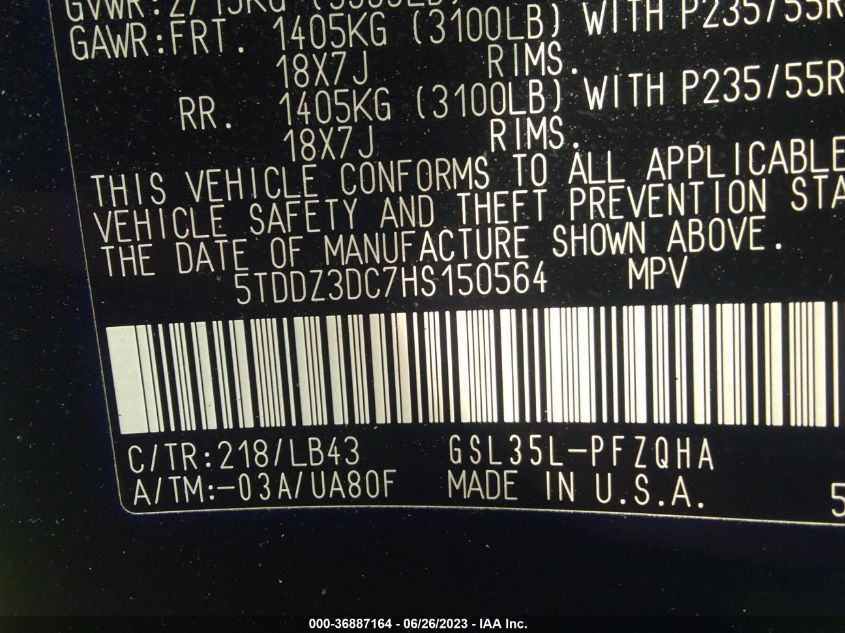 GAWR:FRT. 1405KG (3100LB) WITH P235/55R
18X7J RIMS.
RR. 1405KG (3100LB) WITH P235/55R
18X7J RIMS.
THIS VEHICLE CONFORMS TO ALL APPLICABLE
VEHICLE SAFETY AND THEFT PREVENTION STA
THE DATE OF MANUFACTURE SHOWN ABOVE.
5TDDZ3DC7HS150564 MPV
C/TR:218/LB43 GSL35L-PFZQHA
A/TM:-03A/UA80F MADE IN U.S.A. 5
000-36887164 - 06/26/2023 - IAA Inc.